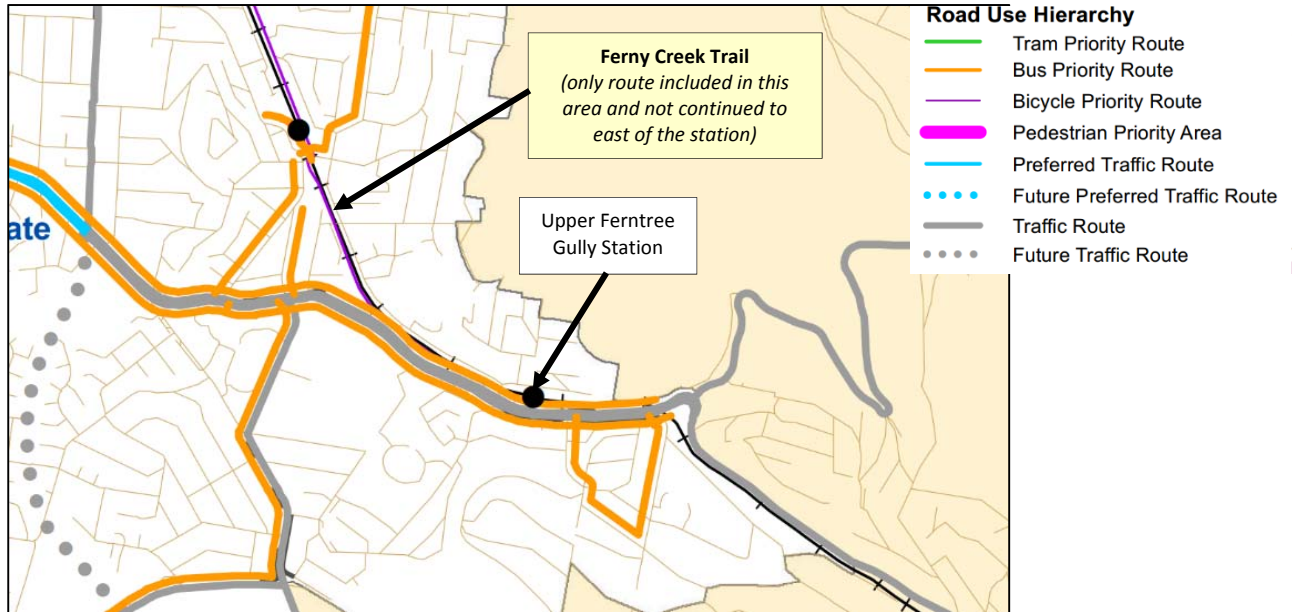 Ferny Creek Trail
(only route included in this
area and not continued to
east of the station)
Upper Ferntree
Gully Station
ate
Road Use Hierarchy
Tram Priority Route
Bus Priority Route
Bicycle Priority Route
Pedestrian Priority Area
Preferred Traffic Route
Future Preferred Traffic Route
Traffic Route
Future Traffic Route